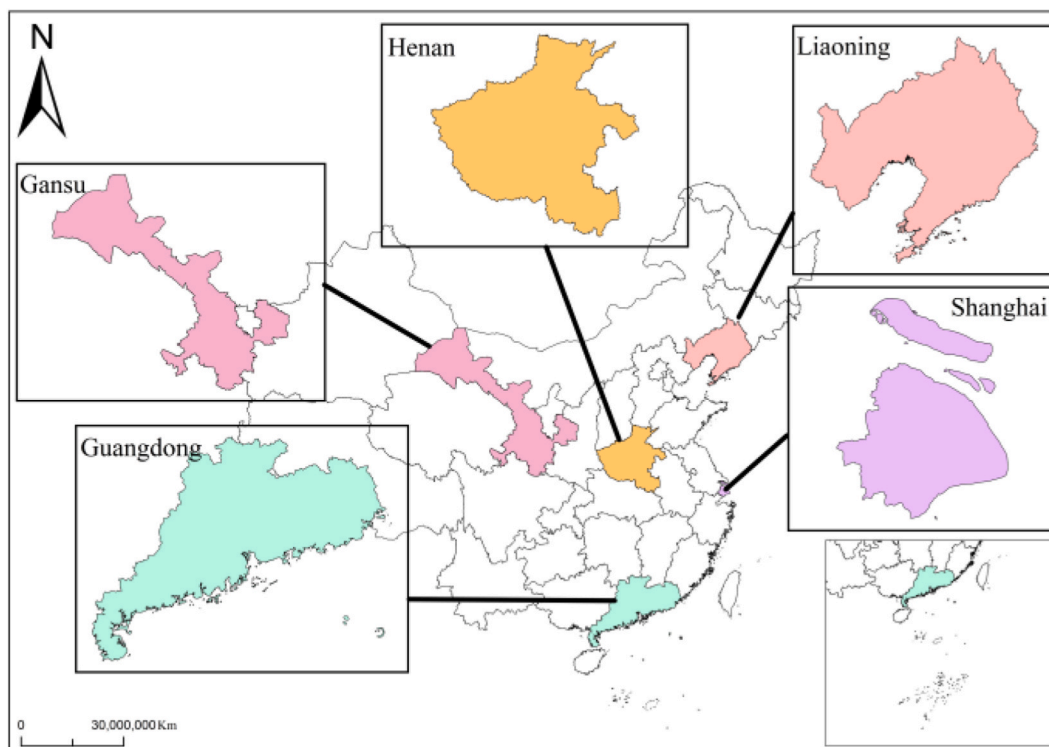 N
Henan
Liaoning
Gansu
Shanghai
Guangdong
0 30,000,000 Km